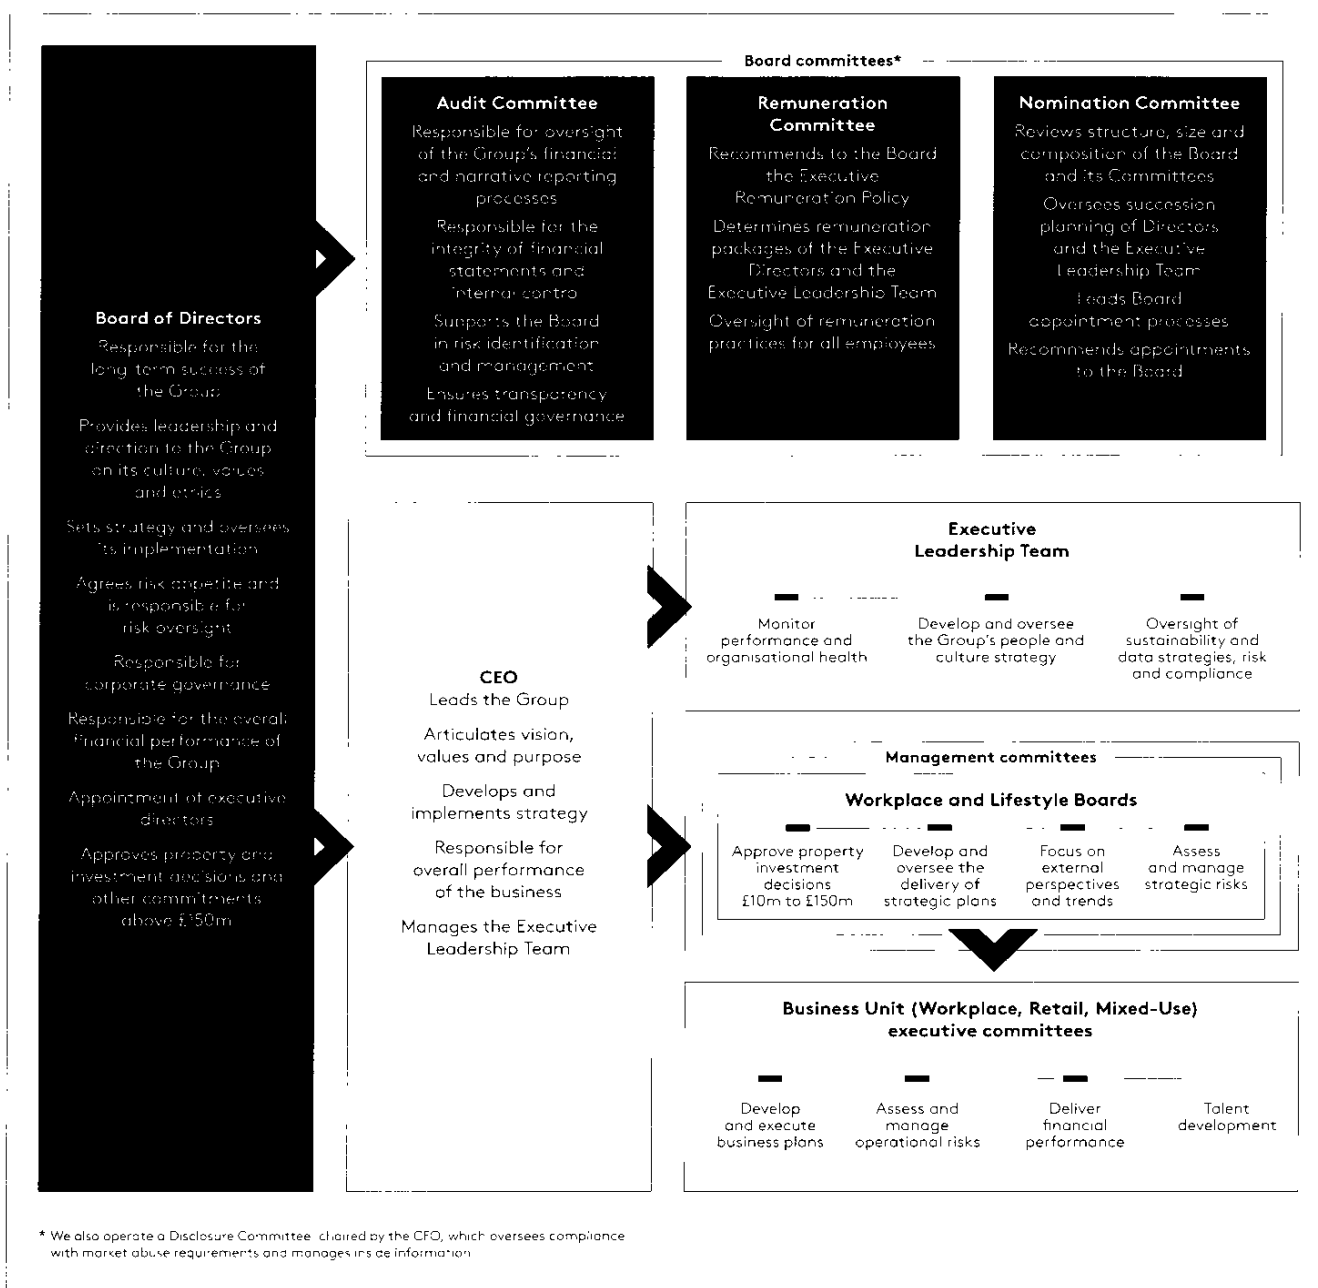 Board committees*
Audit Committee
Responsible for oversight
of the Group's financial
and narrative reporting
processes
Responsible for the
integrity of financial
statements and
internal control
Supports the Board
in risk identification
and management
Ensures transparency
and financial governance
Remuneration
Committee
Recommends to the Board
the Executive
Remuneration Policy
Determines remuneration
packages of the Executive
Directors and the
Executive Leadership Team
Oversight of remuneration
practices for all employees
Nomination Committee
Reviews structure, size and
composition of the Board
and its Committees
Oversees succession
planning of Directors
and the Executive
Leadership Team
Leads Board
appointment processes
Recommends appointments
to the Board
Board of Directors
Responsible for the
long-term success of
the Group
Provides leadership and
direction to the Group
on its culture, values
and ethics
Sets strategy and oversees
its implementation
Agrees risk appetite and
is responsible for
risk oversight
Responsible for
corporate governance
Responsible for the overall
financial performance of
the Group
Appointment of executive
directors
Approves property and
investment decisions and
other commitments
above £150m
CEO
Leads the Group
Articulates vision,
values and purpose
Develops and
implements strategy
Responsible for
overall performance
of the business
Manages the Executive
Leadership Team
Executive
Leadership Team
Monitor
performance and
organisational health
Develop and oversee
the Group's people and
culture strategy
Oversight of
sustainability and
data strategies, risk
and compliance
Management committees
Workplace and Lifestyle Boards
Approve property
investment
decisions
£10m to £150m
Develop and
oversee the
delivery of
strategic plans
Focus on
external
perspectives
and trends
Assess
and manage
strategic risks
Business Unit (Workplace, Retail, Mixed-Use)
executive committees
Develop
and execute
business plans
Assess and
manage
operational risks
Deliver
financial
performance
Talent
development
* We also operate a Disclosure Committee, chaired by the CFO, which oversees compliance
with market abuse requirements and manages inside information